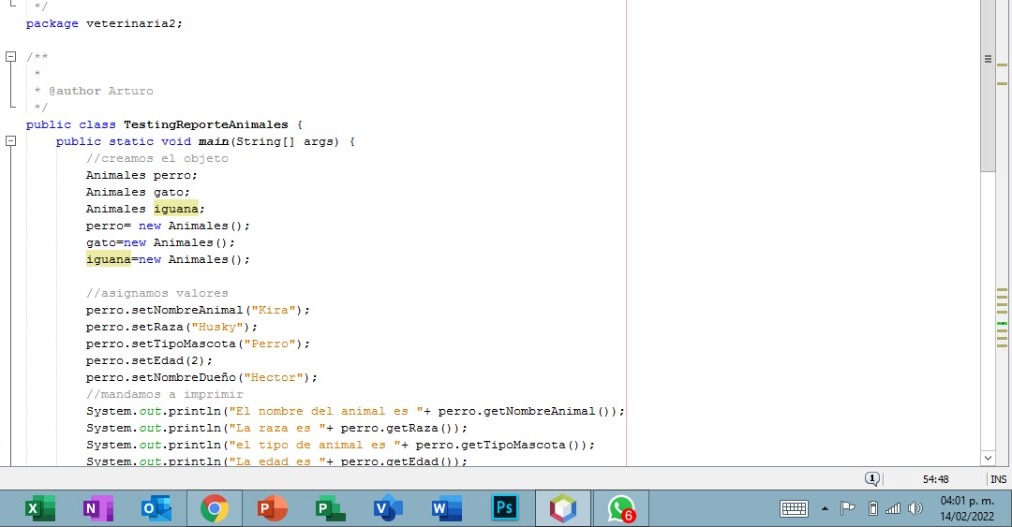 */
package veterinaria2;
/**
*
* @author Arturo
*/
public class TestingReporteAnimales {
public static void main(String[] args) {
//creamos el objeto
Animales perro;
Animales gato;
Animales iguana;
perro= new Animales();
gato=new Animales();
iguana=new Animales();
//asignamos valores
perro.setNombreAnimal("Kira");
perro.setRaza("Husky");
perro.setTipoMascota("Perro");
perro.setEdad(2);
perro.setNombreDueño("Hector");
//mandamos a imprimir
System.out.println("El nombre del animal es "+ perro.getNombreAnimal());
System.out.println("La raza es "+ perro.getRaza());
System.out.println("el tipo de animal es "+ perro.getTipoMascota());
System.out.println("La edad es "+ perro.getEdad());
1
54:48
INS
X
N
O
P
P
V
W
Ps
6
04:01 p. m.
14/02/2022